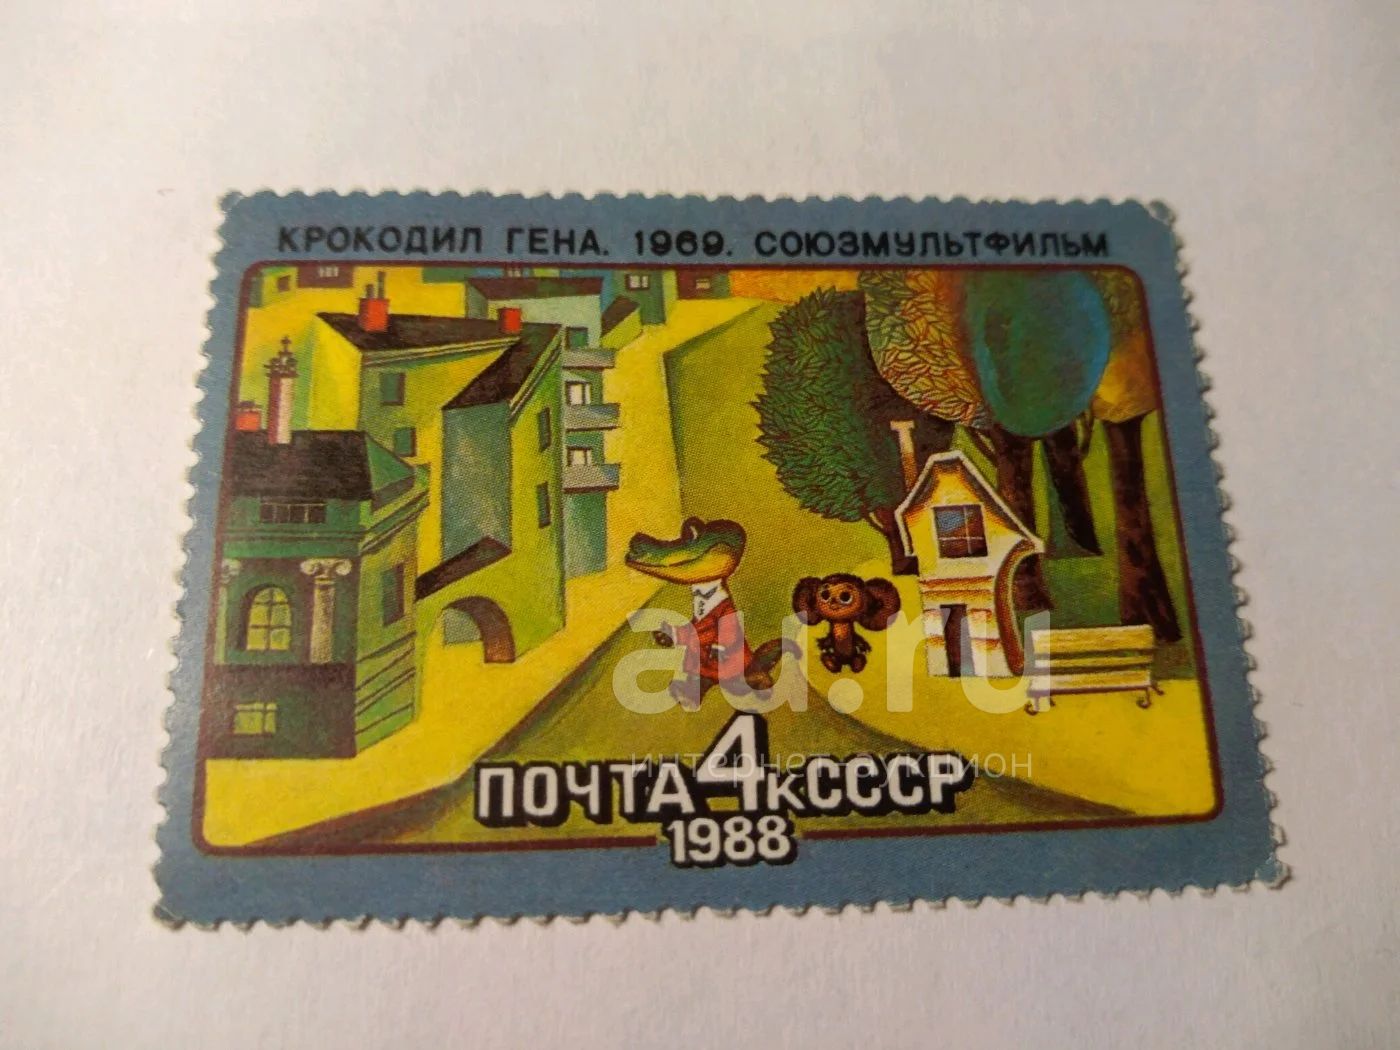 КРОКОДИЛ ГЕНА. 1969. СОЮЗМУЛЬТФИЛЬМ
au.ru
интернет-аукцион
ПОЧТА 4к СССР
1988